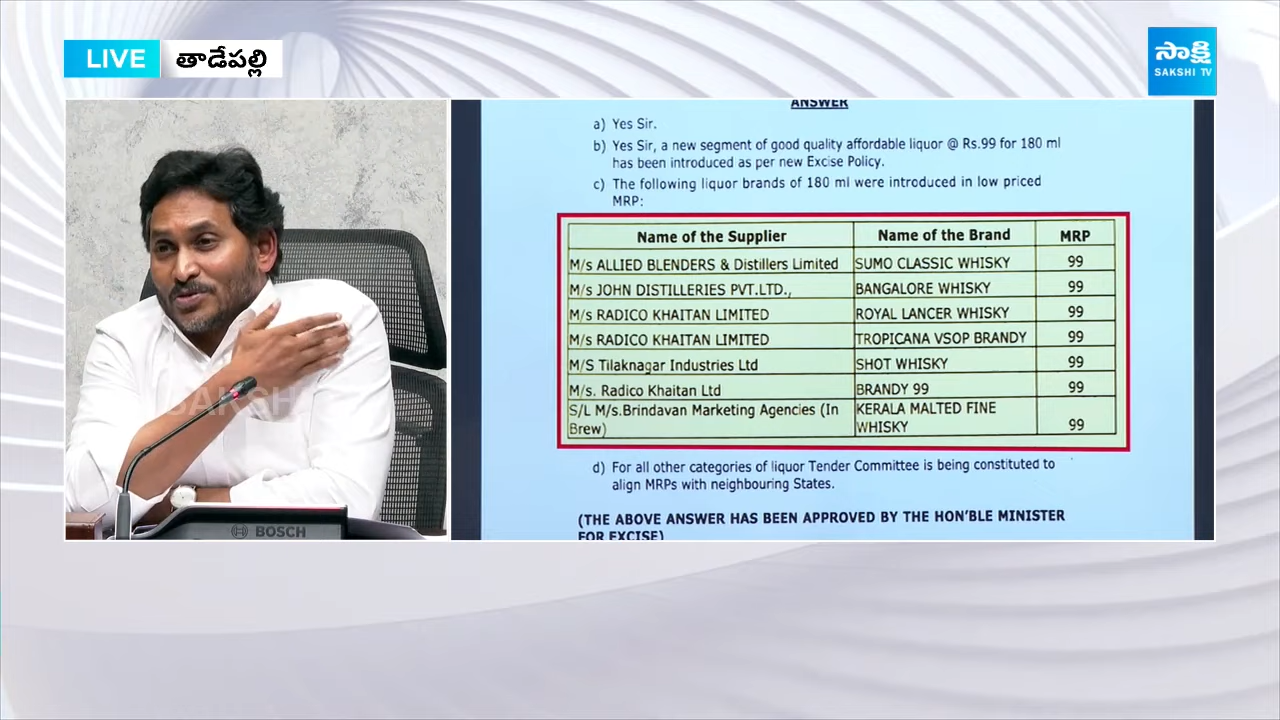 LIVE
తాడేపల్లి
సాక్షి
SAKSHI TV
ANSWER
a) Yes Sir.
b) Yes Sir, a new segment of good quality affordable liquor @ Rs.99 for 180 ml
has been introduced as per new Excise Policy.
c) The following liquor brands of 180 ml were introduced in low priced
MRP:
Name of the Supplier Name of the Brand MRP
M/s ALLIED BLENDERS & Distillers Limited SUMO CLASSIC WHISKY 99
M/s JOHN DISTILLERIES PVT.LTD., BANGALORE WHISKY 99
M/s RADICO KHAITAN LIMITED ROYAL LANCER WHISKY 99
M/s RADICO KHAITAN LIMITED TROPICANA VSOP BRANDY 99
M/S Tilaknagar Industries Ltd SHOT WHISKY 99
M/s. Radico Khaitan Ltd BRANDY 99 99
S/L M/s.Brindavan Marketing Agencies (In KERALA MALTED FINE
Brew) WHISKY 99
d) For all other categories of liquor Tender Committee is being constituted to
align MRPs with neighbouring States.
(THE ABOVE ANSWER HAS BEEN APPROVED BY THE HON'BLE MINISTER
FOR EXCISE)
SAKSHI
BOSCH